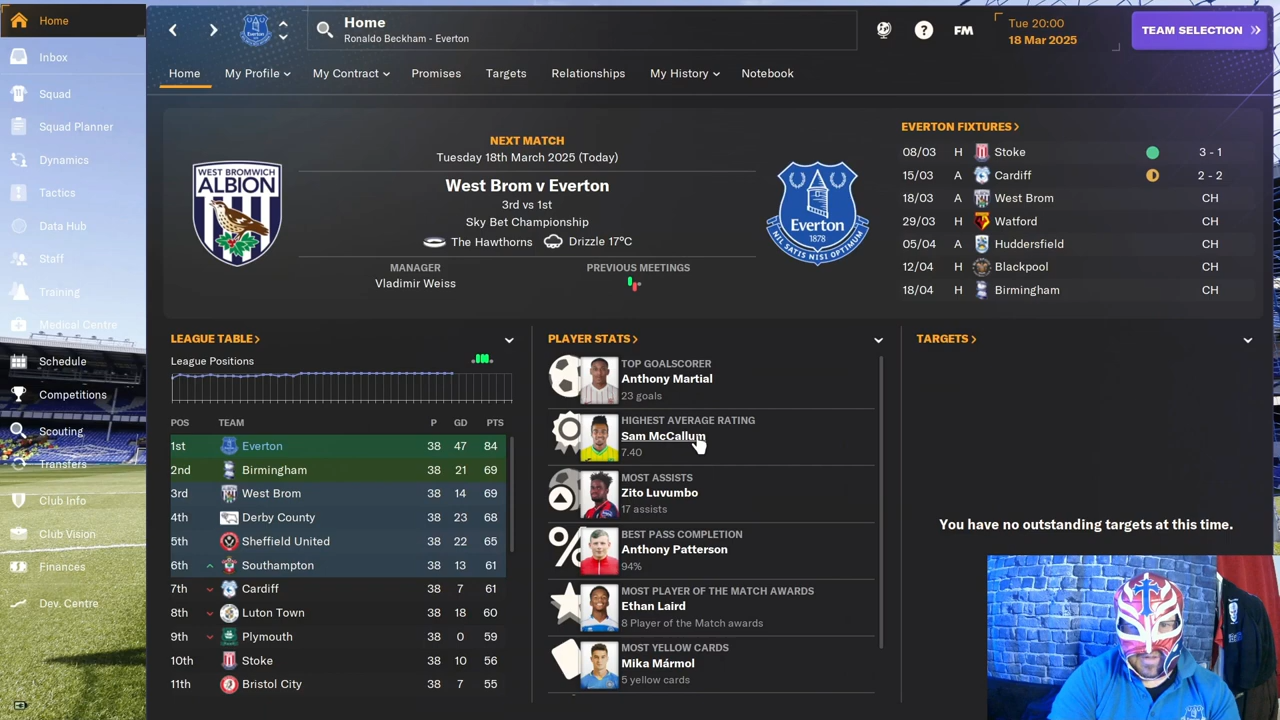 Home
Inbox
Squad
Squad Planner
Dynamics
Tactics
Data Hub
Staff
Training
Medical Centre
Schedule
Competitions
Scouting
Transfers
Club Info
Club Vision
Finances
Dev. Centre
Home
Ronaldo Beckham - Everton
?
FM
Tue 20:00
18 Mar 2025
TEAM SELECTION
Home My Profile My Contract Promises Targets Relationships My History Notebook
NEXT MATCH
Tuesday 18th March 2025 (Today)
West Brom v Everton
3rd vs 1st
Sky Bet Championship
The Hawthorns Drizzle 17°C
MANAGER
Vladimir Weiss
PREVIOUS MEETINGS
WEST BROMWICH
ALBION
Everton
1878
NIL SATIS NISI OPTIMUM
EVERTON FIXTURES
08/03 H Stoke 3 - 1
15/03 A Cardiff 2 - 2
18/03 A West Brom CH
29/03 H Watford CH
05/04 A Huddersfield CH
12/04 H Blackpool CH
18/04 H Birmingham CH
LEAGUE TABLE
League Positions
POS TEAM P GD PTS
1st Everton 38 47 84
2nd Birmingham 38 21 69
3rd West Brom 38 14 69
4th Derby County 38 23 68
5th Sheffield United 38 22 65
6th Southampton 38 13 61
7th Cardiff 38 7 61
8th Luton Town 38 18 60
9th Plymouth 38 0 59
10th Stoke 38 10 56
11th Bristol City 38 7 55
PLAYER STATS
TOP GOALSCORER
Anthony Martial
23 goals
HIGHEST AVERAGE RATING
Sam McCallum
7.40
MOST ASSISTS
Zito Luvumbo
17 assists
BEST PASS COMPLETION
Anthony Patterson
94%
MOST PLAYER OF THE MATCH AWARDS
Ethan Laird
8 Player of the Match awards
MOST YELLOW CARDS
Mika Mármol
5 yellow cards
TARGETS
You have no outstanding targets at this time.